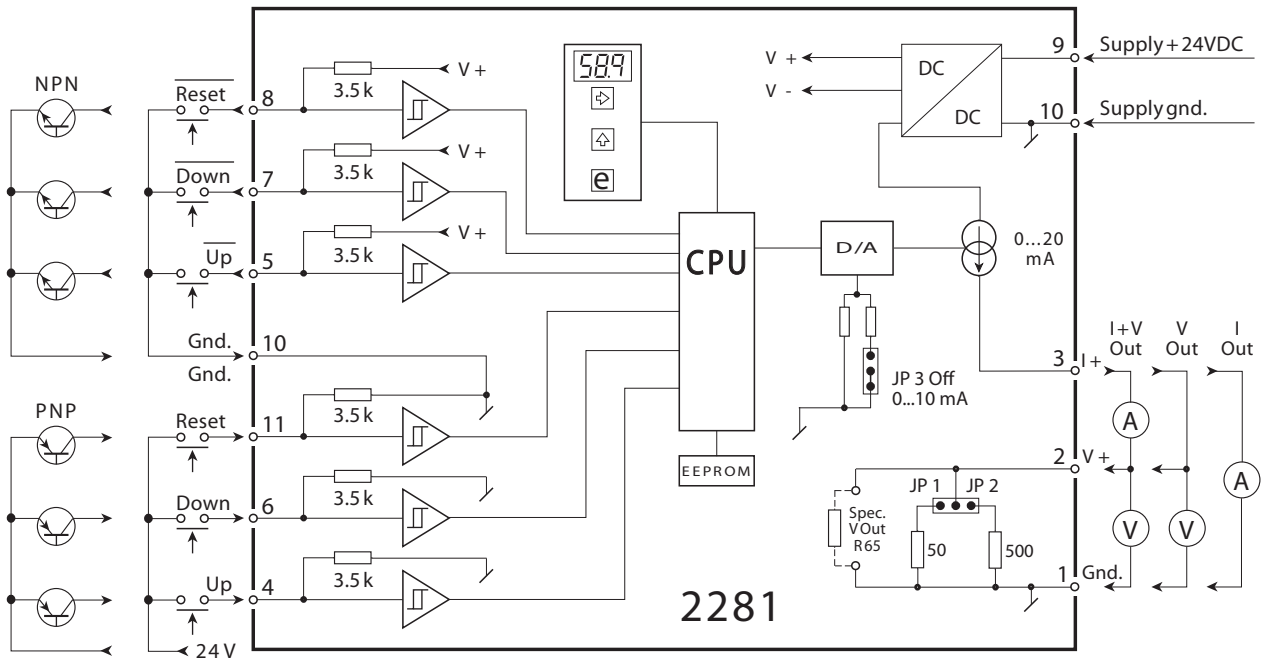 NPN
Reset
8
3.5 k
V +
Down
7
3.5 k
V +
Up
5
3.5 k
V +
Gnd.
10
Gnd.
PNP
Reset
11
3.5 k
Down
6
3.5 k
Up
4
3.5 k
24 V
58.9
e
CPU
EEPROM
D/A
JP 3 Off
0...10 mA
V +
V -
DC
DC
9
Supply + 24VDC
10
Supply gnd.
0...20
mA
3
I +
I + V
Out
V
Out
I
Out
A
A
V
V
2
V +
JP 1
JP 2
Spec.
V Out
R65
50
500
1
Gnd.
2281